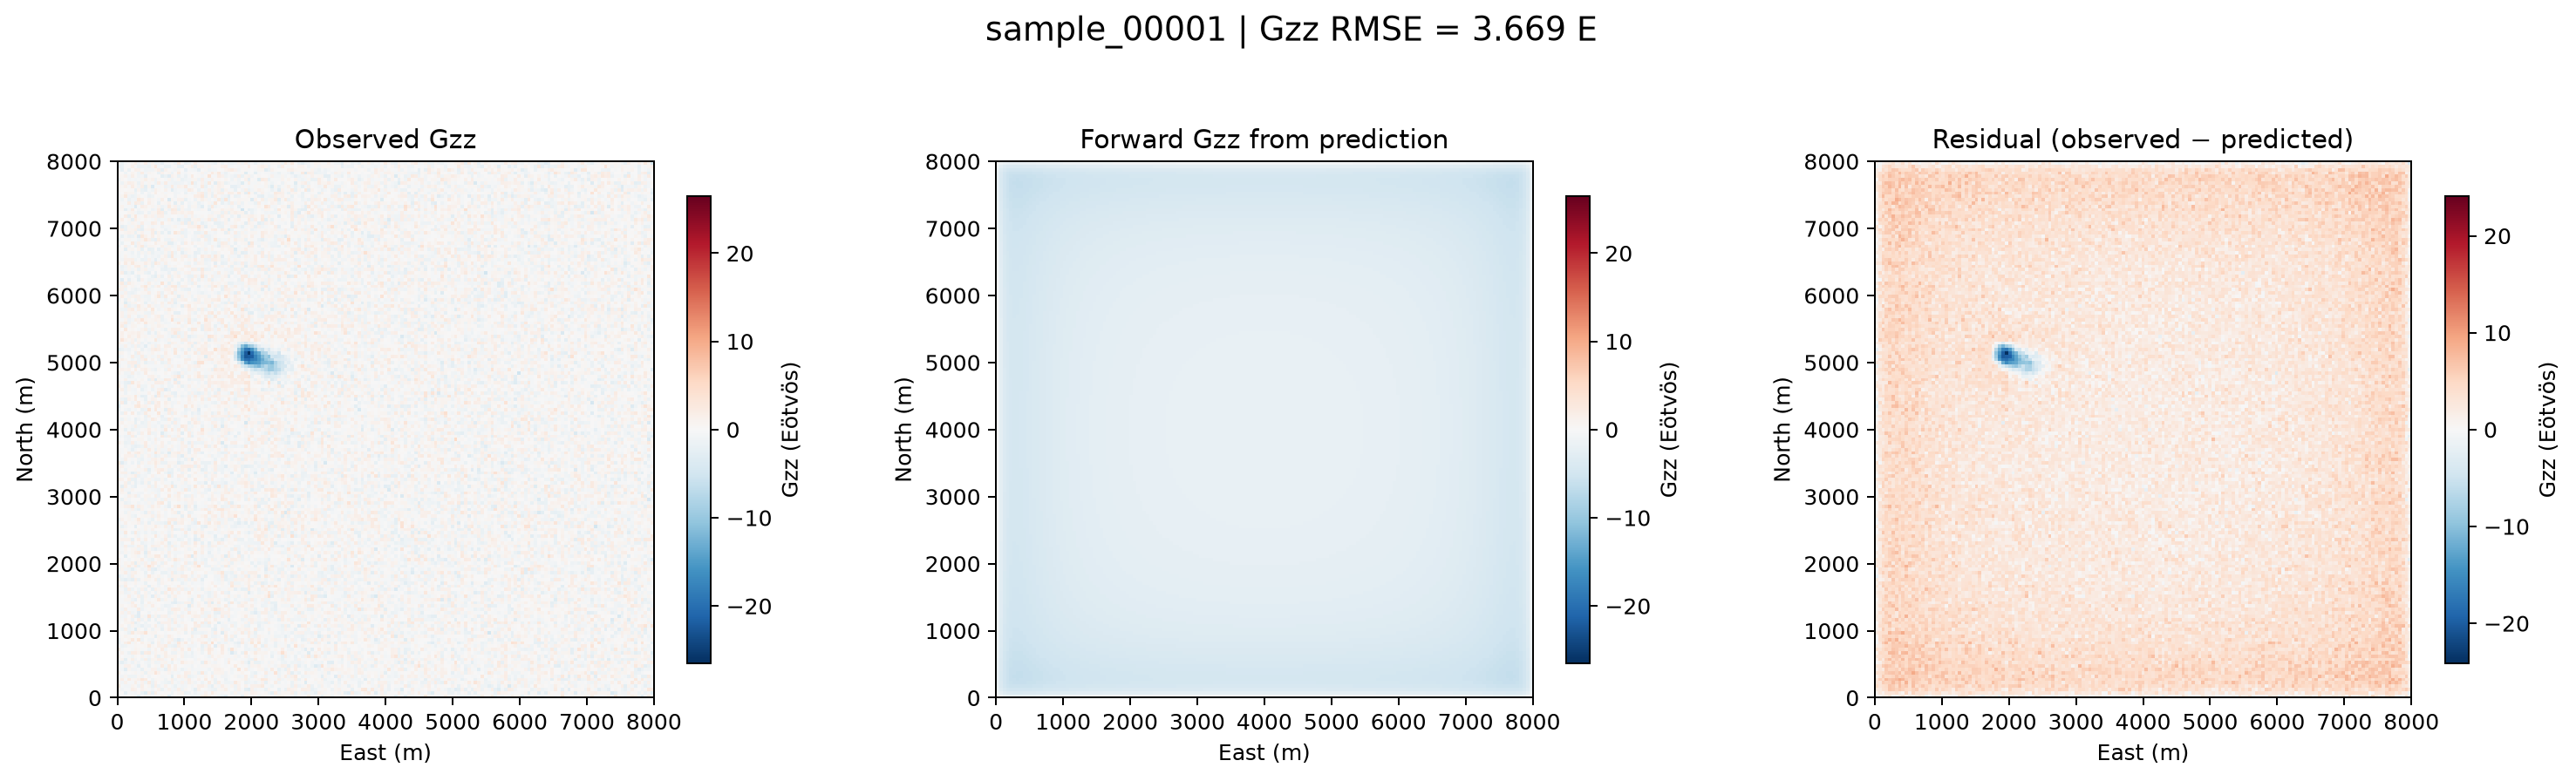 sample_00001 | Gzz RMSE = 3.669 E
Observed Gzz
8000
7000
6000
5000
4000
3000
2000
1000
0
0 1000 2000 3000 4000 5000 6000 7000 8000
East (m)
North (m)
20
10
0
−10
−20
Gzz (Eötvös)
Forward Gzz from prediction
8000
7000
6000
5000
4000
3000
2000
1000
0
0 1000 2000 3000 4000 5000 6000 7000 8000
East (m)
North (m)
20
10
0
−10
−20
Gzz (Eötvös)
Residual (observed − predicted)
8000
7000
6000
5000
4000
3000
2000
1000
0
0 1000 2000 3000 4000 5000 6000 7000 8000
East (m)
North (m)
20
10
0
−10
−20
Gzz (Eötvös)